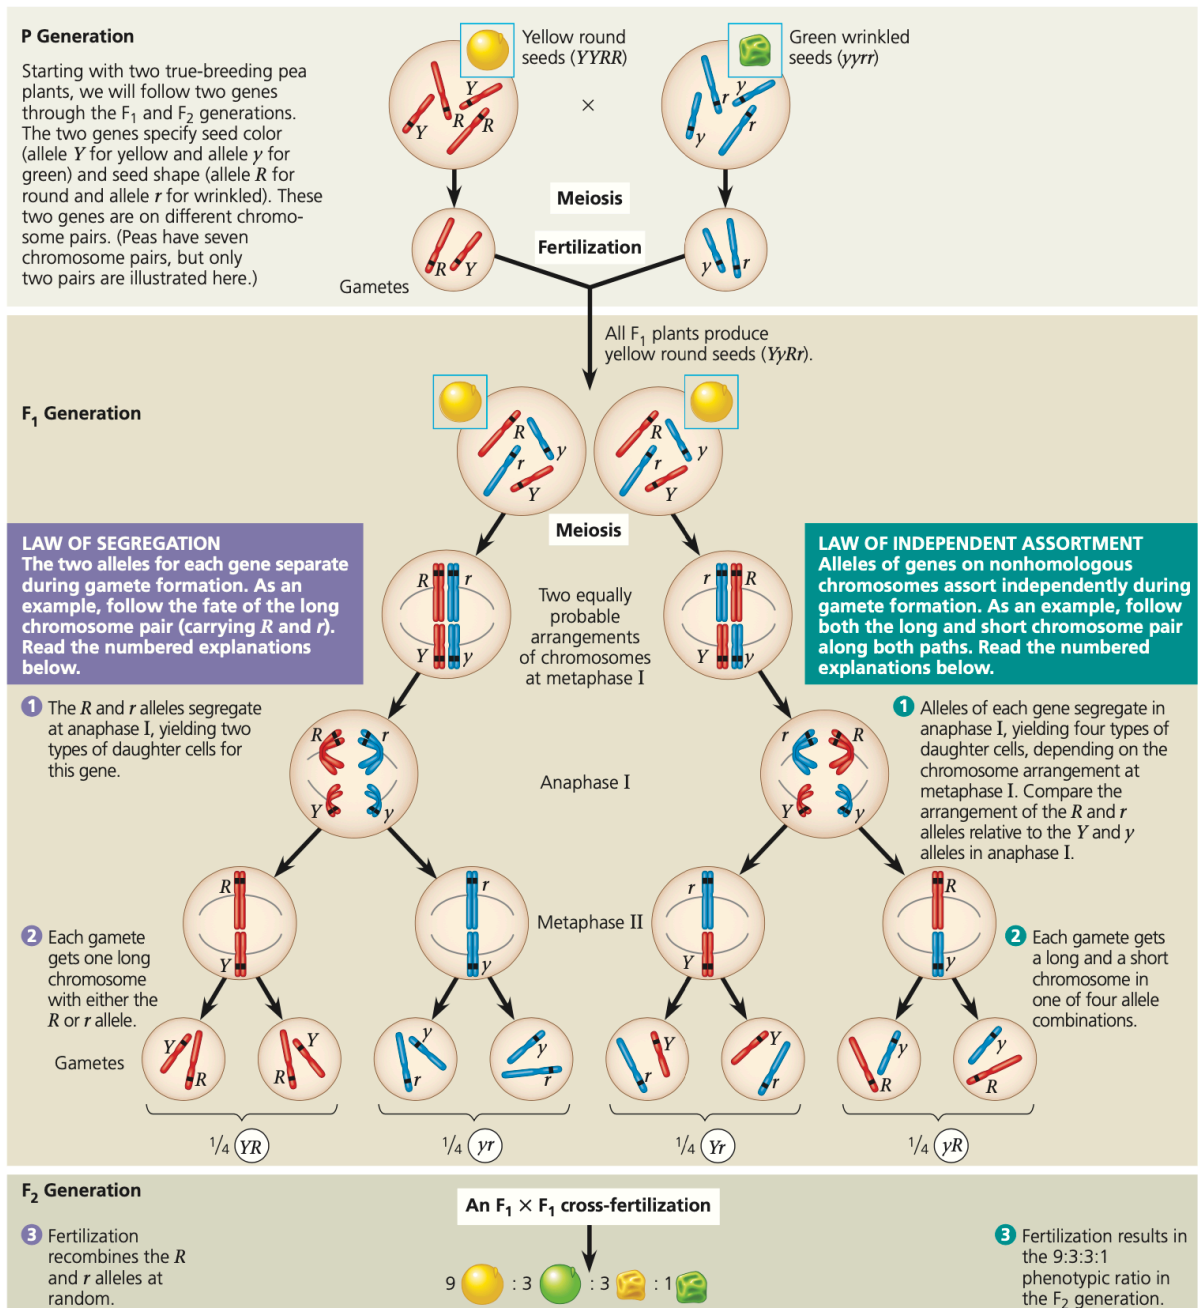 P Generation
Starting with two true-breeding pea
plants, we will follow two genes
through the F₁ and F₂ generations.
The two genes specify seed color
(allele Y for yellow and allele y for
green) and seed shape (allele R for
round and allele r for wrinkled). These
two genes are on different chromo-
some pairs. (Peas have seven
chromosome pairs, but only
two pairs are illustrated here.)
Yellow round
seeds (YYRR)
Y
Y
R
R
×
Green wrinkled
seeds (yyrr)
y
r
y
r
Meiosis
Fertilization
R
Y
y
r
Gametes
All F₁ plants produce
yellow round seeds (YyRr).
F₁ Generation
R
y
r
Y
R
y
r
Y
Meiosis
LAW OF SEGREGATION
The two alleles for each gene separate
during gamete formation. As an
example, follow the fate of the long
chromosome pair (carrying R and r).
Read the numbered explanations
below.
R
r
Y
y
Two equally
probable
arrangements
of chromosomes
at metaphase I
r
R
Y
y
LAW OF INDEPENDENT ASSORTMENT
Alleles of genes on nonhomologous
chromosomes assort independently during
gamete formation. As an example, follow
both the long and short chromosome pair
along both paths. Read the numbered
explanations below.
1 The R and r alleles segregate
at anaphase I, yielding two
types of daughter cells for
this gene.
R
r
Y
y
Anaphase I
r
R
Y
y
1 Alleles of each gene segregate in
anaphase I, yielding four types of
daughter cells, depending on the
chromosome arrangement at
metaphase I. Compare the
arrangement of the R and r
alleles relative to the Y and y
alleles in anaphase I.
2 Each gamete
gets one long
chromosome
with either the
R or r allele.
R
Y
r
y
Metaphase II
r
Y
R
y
2 Each gamete gets
a long and a short
chromosome in
one of four allele
combinations.
Gametes
Y
R
Y
R
y
r
y
r
Y
r
Y
r
y
R
y
R
1/4 YR
1/4 yr
1/4 Yr
1/4 yR
F₂ Generation
An F₁ × F₁ cross-fertilization
3 Fertilization
recombines the R
and r alleles at
random.
9 : 3 : 3 : 1
3 Fertilization results in
the 9:3:3:1
phenotypic ratio in
the F₂ generation.